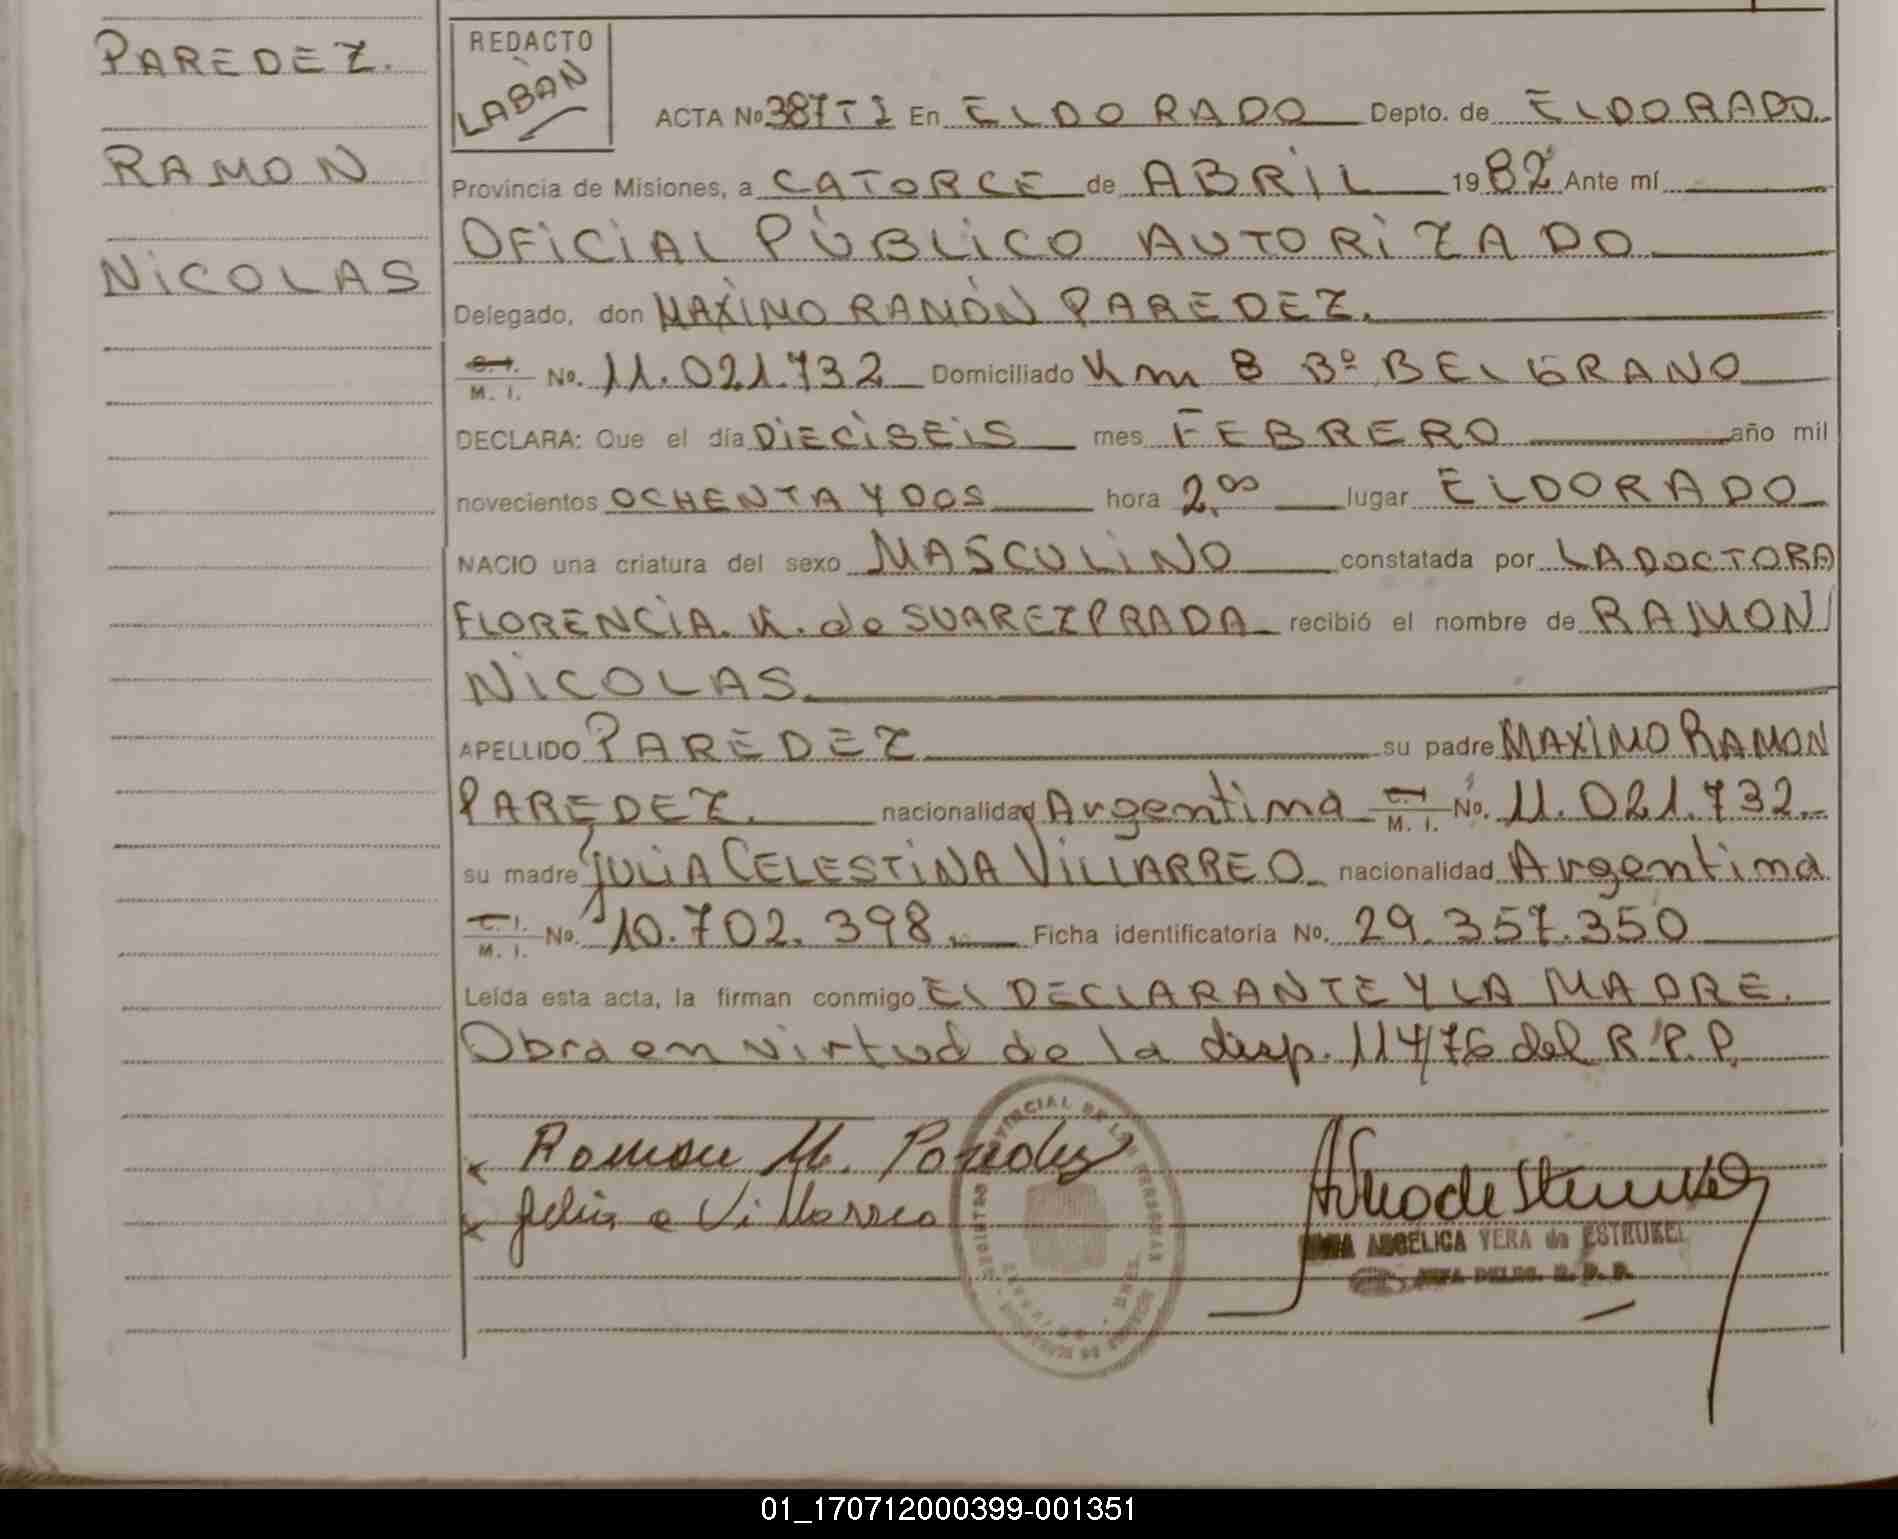 PAREDEZ.
RAMON
NICOLAS
REDACTO
LABAN
ACTA No 387 T I En ELDORADO Depto. de ELDORADO
Provincia de Misiones, a CATORCE de ABRIL 1982 Ante mí
OFICIAL PÚBLICO AUTORIZADO
Delegado, don MAXIMO RAMÓN PAREDEZ.
C. I.
M. I. No. 11.021.732 Domiciliado Km 8 Bº BELGRANO
DECLARA: Que el día DIECISEIS mes FEBRERO año mil
novecientos OCHENTA Y DOS hora 2.00 lugar ELDORADO
NACIO una criatura del sexo MASCULINO constatada por LA DOCTORA
FLORENCIA. K. de SUAREZ PRADA recibió el nombre de RAMON
NICOLAS
APELLIDO PAREDEZ su padre MAXIMO RAMON
PAREDEZ. nacionalidad Argentina C. I. M. I. No. 11.021.732
su madre JULIA CELESTINA VILLARREO nacionalidad Argentina
C. I.
M. I. No. 10.702.398. Ficha identificatoria No. 29.357.350
Leída esta acta, la firman conmigo EL DECLARANTE Y LA MADRE.
Obra en virtud de la disp. 114/76 del R.P.P.
Ramon M. Paredez
Julia C Villarreo
ANGELICA VERA de ESTRUKEL
JEFA DELEG. R. P. P.
01_170712000399-001351